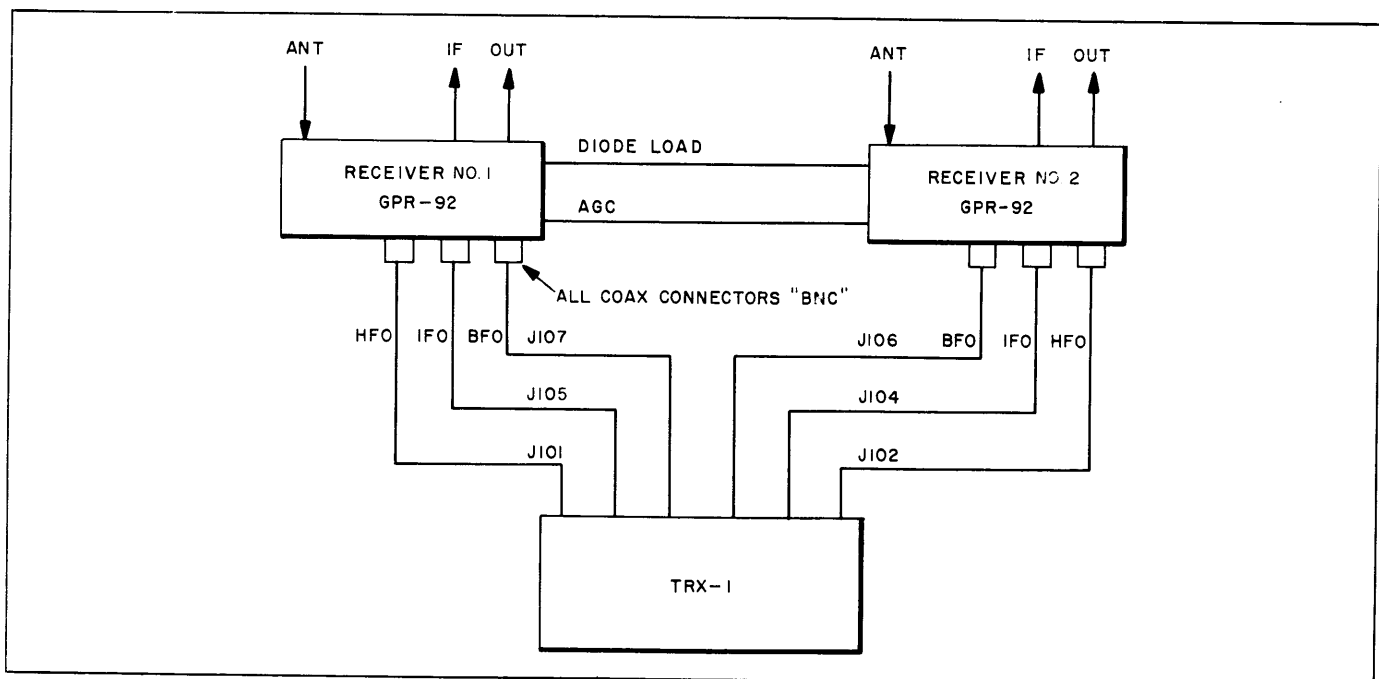 ANT IF OUT
ANT IF OUT
DIODE LOAD
RECEIVER NO. 1
GPR-92
RECEIVER NO 2
GPR-92
AGC
ALL COAX CONNECTORS "BNC"
HFO IFO BFO J107
J106 BFO IFO HFO
J105
J104
J101
J102
TRX-1